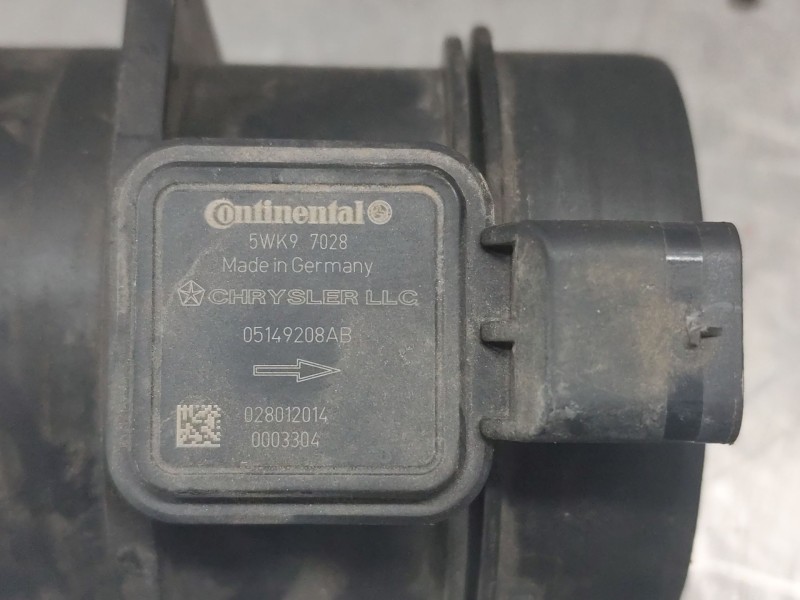 Continental
5WK9 7028
Made in Germany
CHRYSLER LLC
05149208AB
028012014
0003304